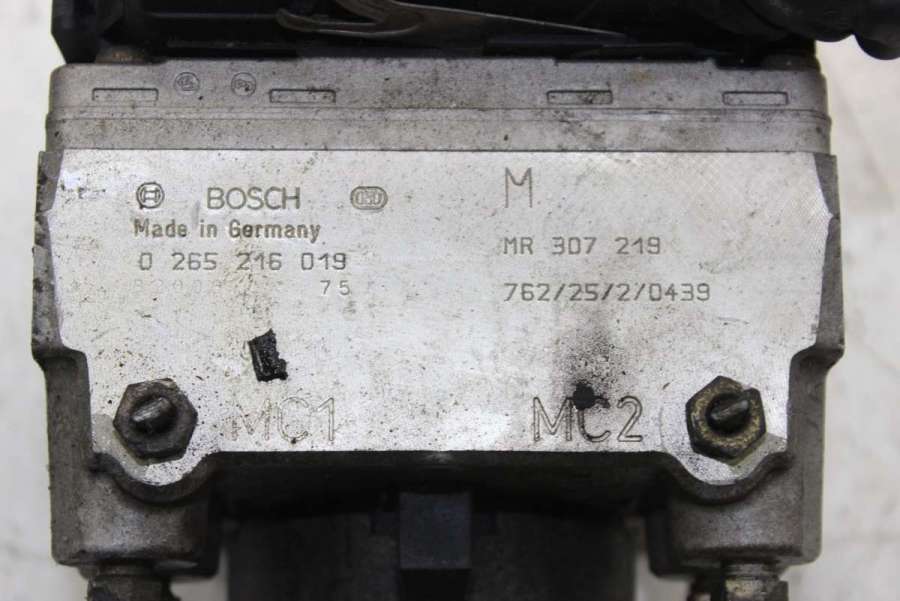 BOSCH
Made in Germany
0 265 216 019
75
M
MR 307 219
762/25/2/0439
MC1
MC2